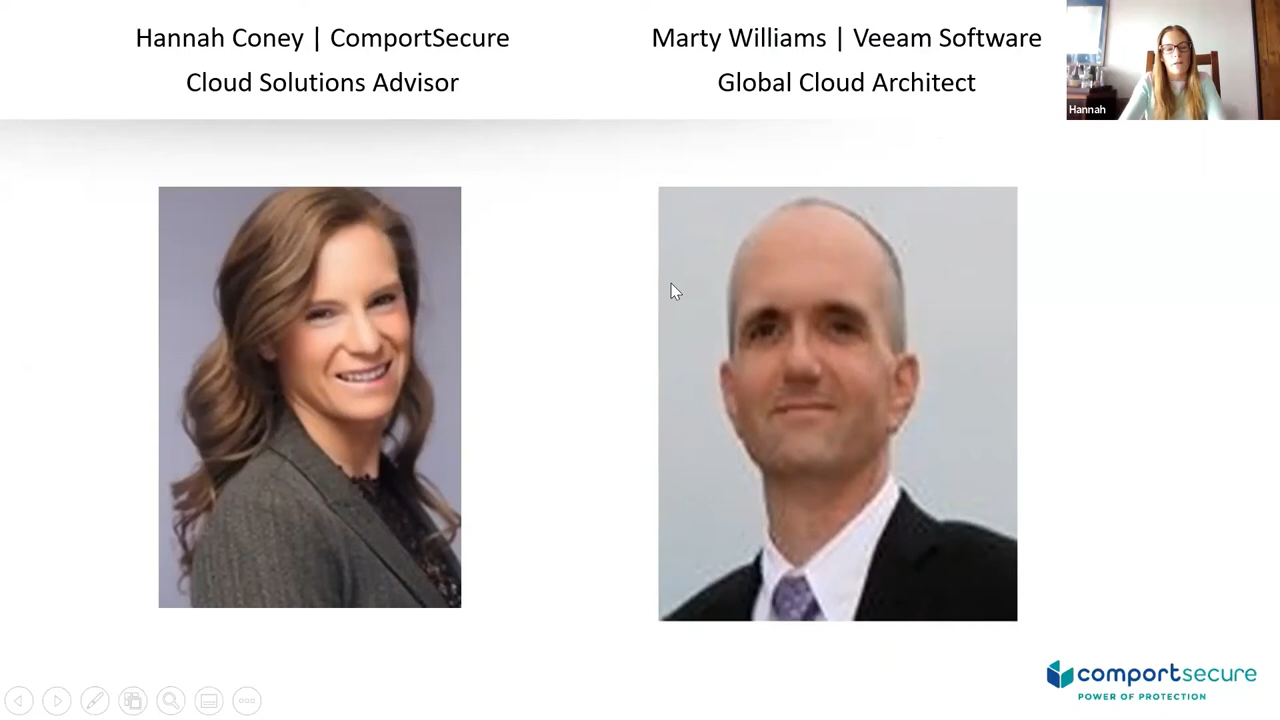 Hannah Coney | ComportSecure
Cloud Solutions Advisor
Marty Williams | Veeam Software
Global Cloud Architect
Hannah
comportsecure
POWER OF PROTECTION